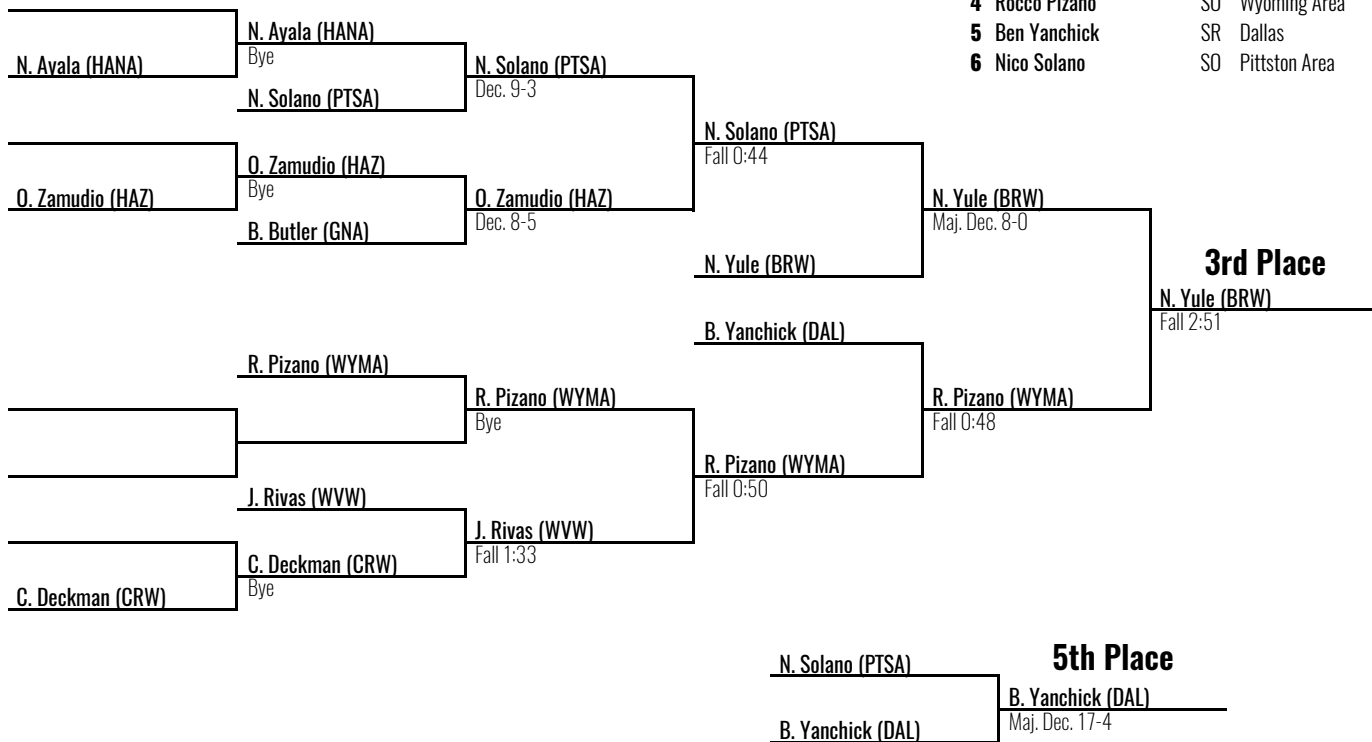 4 Rocco Pizano SO Wyoming Area
5 Ben Yanchick SR Dallas
6 Nico Solano SO Pittston Area
N. Ayala (HANA)
N. Ayala (HANA)
Bye
N. Solano (PTSA)
N. Solano (PTSA)
Dec. 9-3
O. Zamudio (HAZ)
O. Zamudio (HAZ)
Bye
B. Butler (GNA)
O. Zamudio (HAZ)
Dec. 8-5
N. Solano (PTSA)
Fall 0:44
N. Yule (BRW)
N. Yule (BRW)
Maj. Dec. 8-0
3rd Place
N. Yule (BRW)
Fall 2:51
B. Yanchick (DAL)
R. Pizano (WYMA)
R. Pizano (WYMA)
Bye
R. Pizano (WYMA)
Fall 0:48
R. Pizano (WYMA)
Fall 0:50
J. Rivas (WVW)
J. Rivas (WVW)
Fall 1:33
C. Deckman (CRW)
C. Deckman (CRW)
Bye
5th Place
N. Solano (PTSA)
B. Yanchick (DAL)
B. Yanchick (DAL)
Maj. Dec. 17-4